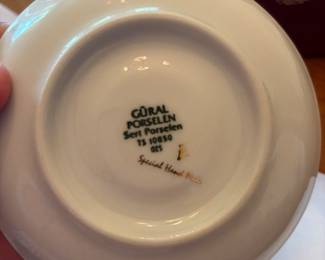 GÜRAL
PORSELEN
Sert Porselen
TS 10850
Special Hand